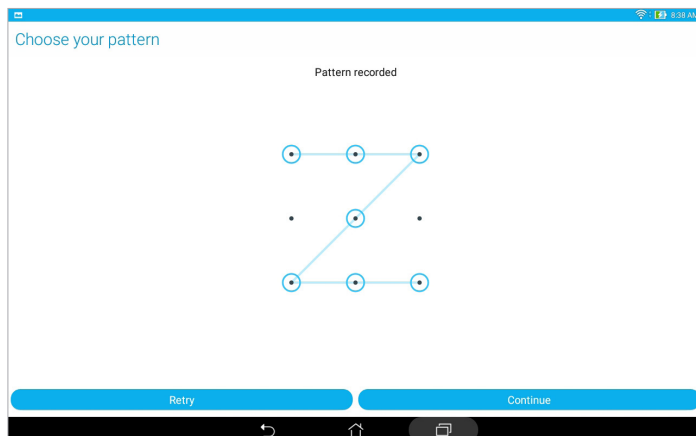 8:38 AM
Choose your pattern
Pattern recorded
Retry
Continue